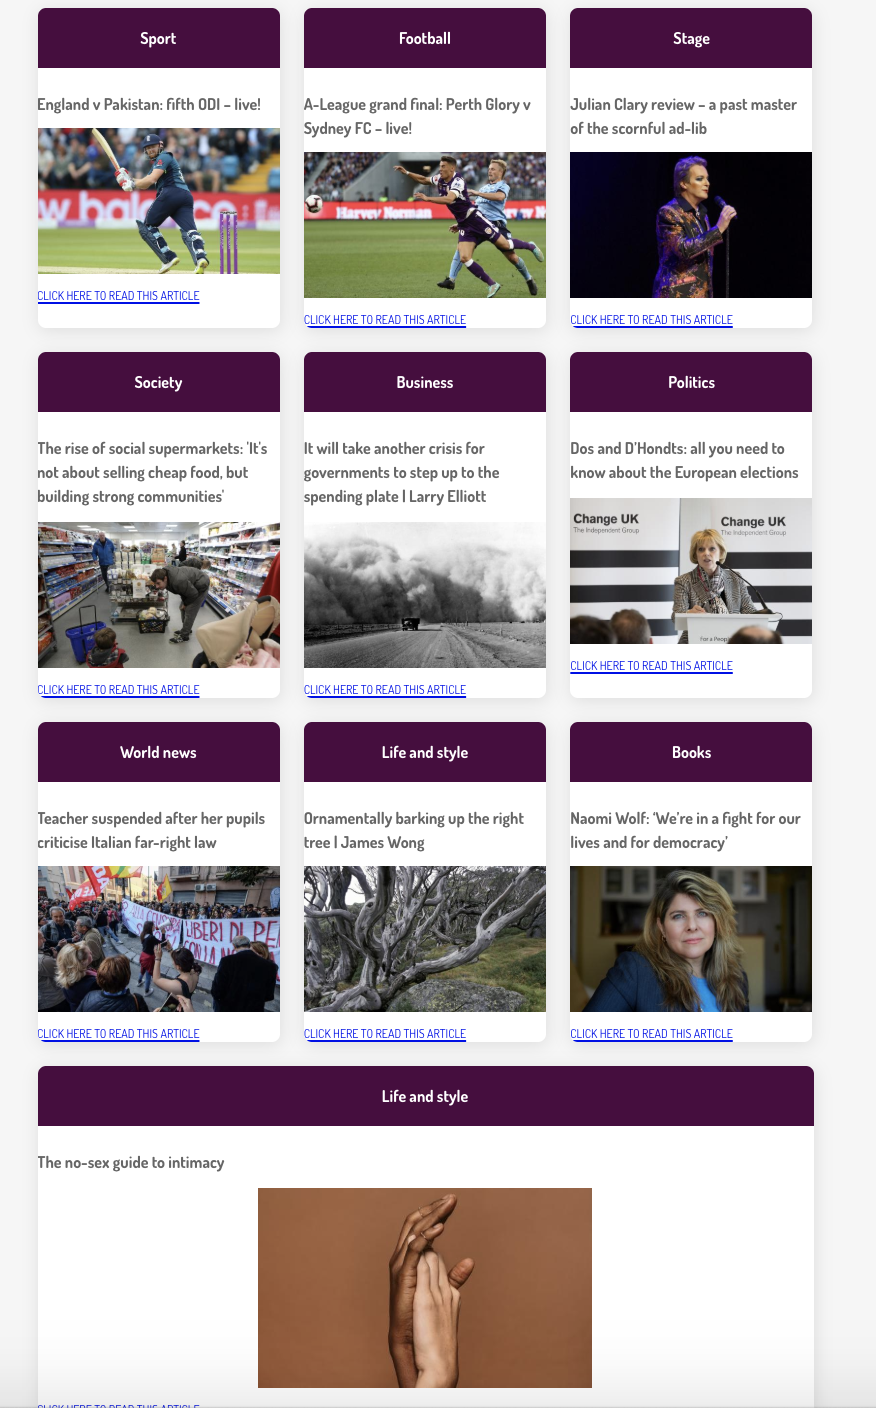 Sport
England v Pakistan: fifth ODI – live!
w balance
CLICK HERE TO READ THIS ARTICLE
Football
A-League grand final: Perth Glory v
Sydney FC – live!
Harvey Norman
CLICK HERE TO READ THIS ARTICLE
Stage
Julian Clary review – a past master
of the scornful ad-lib
CLICK HERE TO READ THIS ARTICLE
Society
The rise of social supermarkets: 'It's
not about selling cheap food, but
building strong communities'
CLICK HERE TO READ THIS ARTICLE
Business
It will take another crisis for
governments to step up to the
spending plate | Larry Elliott
CLICK HERE TO READ THIS ARTICLE
Politics
Dos and D'Hondts: all you need to
know about the European elections
Change UK
The Independent Group
Change UK
The Independent Group
For a People
CLICK HERE TO READ THIS ARTICLE
World news
Teacher suspended after her pupils
criticise Italian far-right law
LIBERI DI PE
CLICK HERE TO READ THIS ARTICLE
Life and style
Ornamentally barking up the right
tree | James Wong
CLICK HERE TO READ THIS ARTICLE
Books
Naomi Wolf: ‘We’re in a fight for our
lives and for democracy’
CLICK HERE TO READ THIS ARTICLE
Life and style
The no-sex guide to intimacy
CLICK HERE TO READ THIS ARTICLE